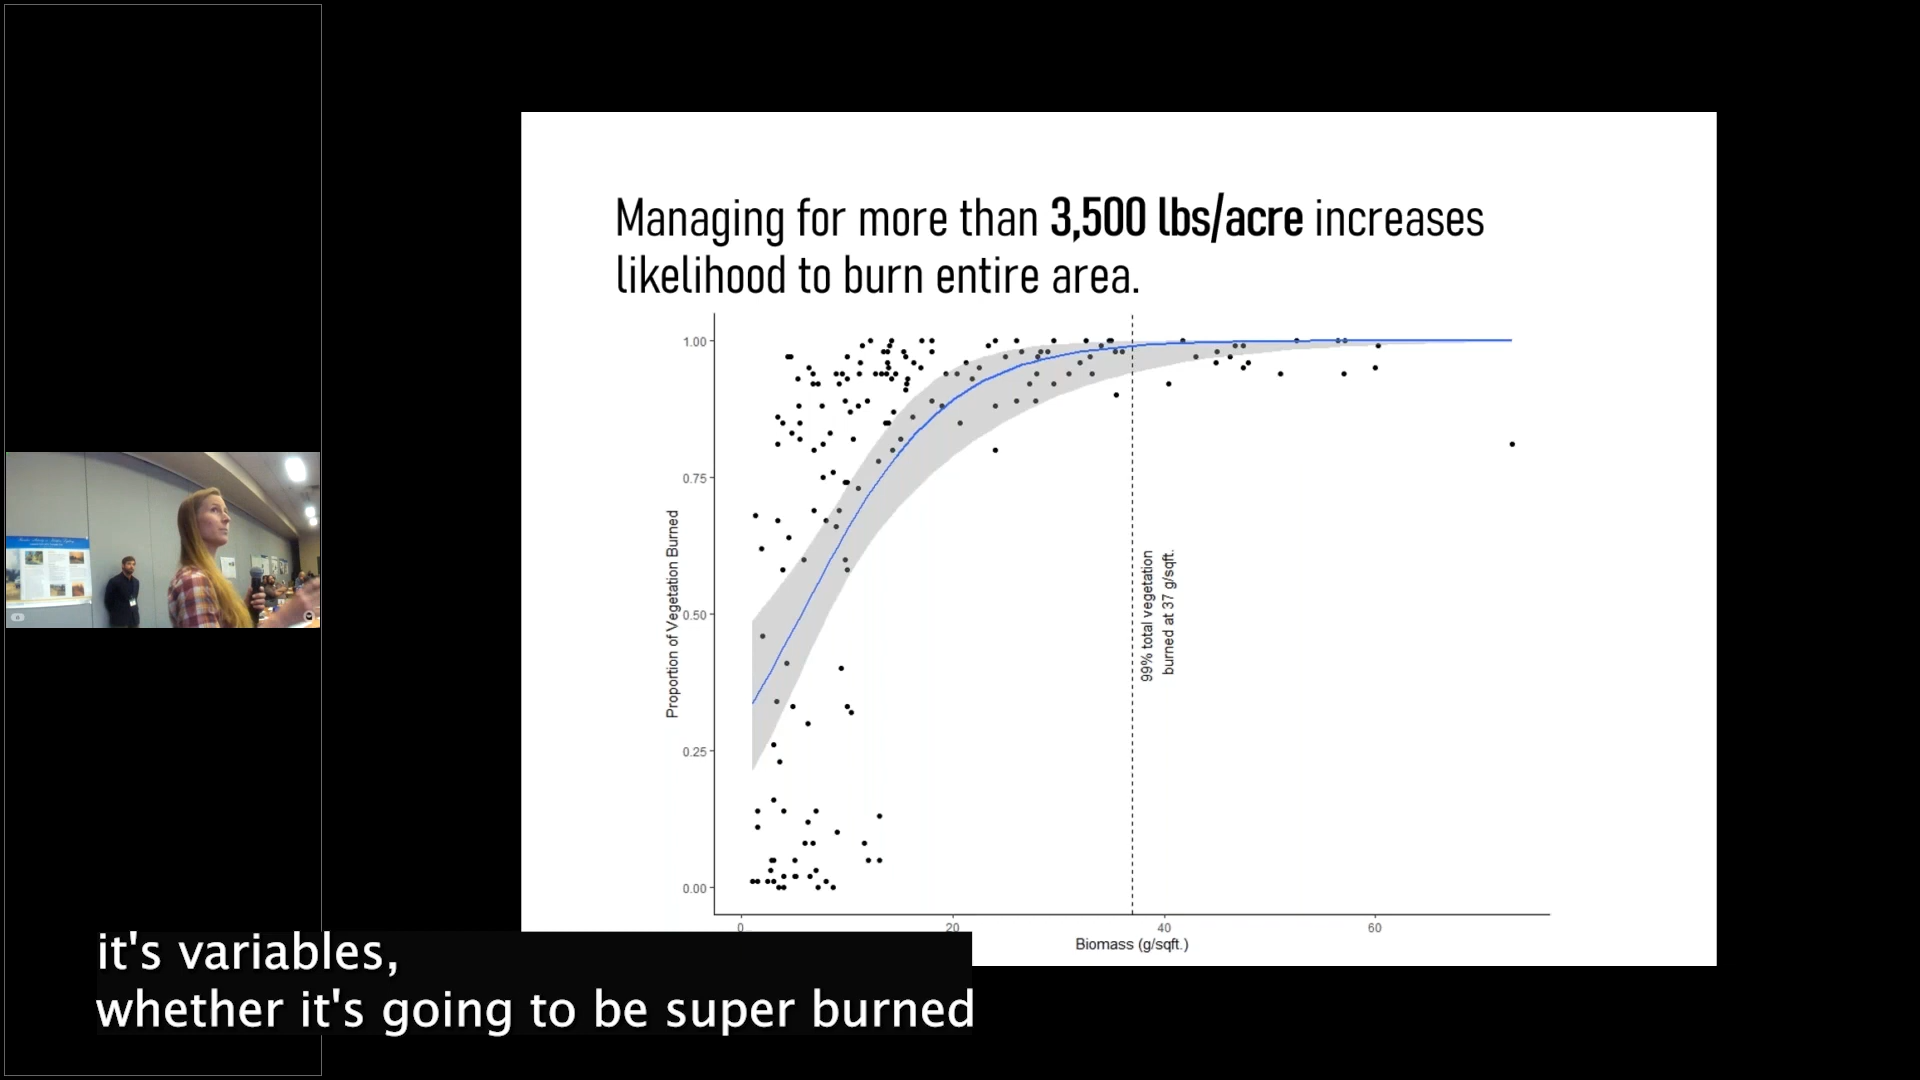 Managing for more than 3,500 lbs/acre increases
likelihood to burn entire area.
1.00
0.75
0.50
0.25
0.00
Proportion of Vegetation Burned
99% total vegetation
burned at 37 g/sqft.
0
20
40
60
Biomass (g/sqft.)
it's variables,
whether it's going to be super burned